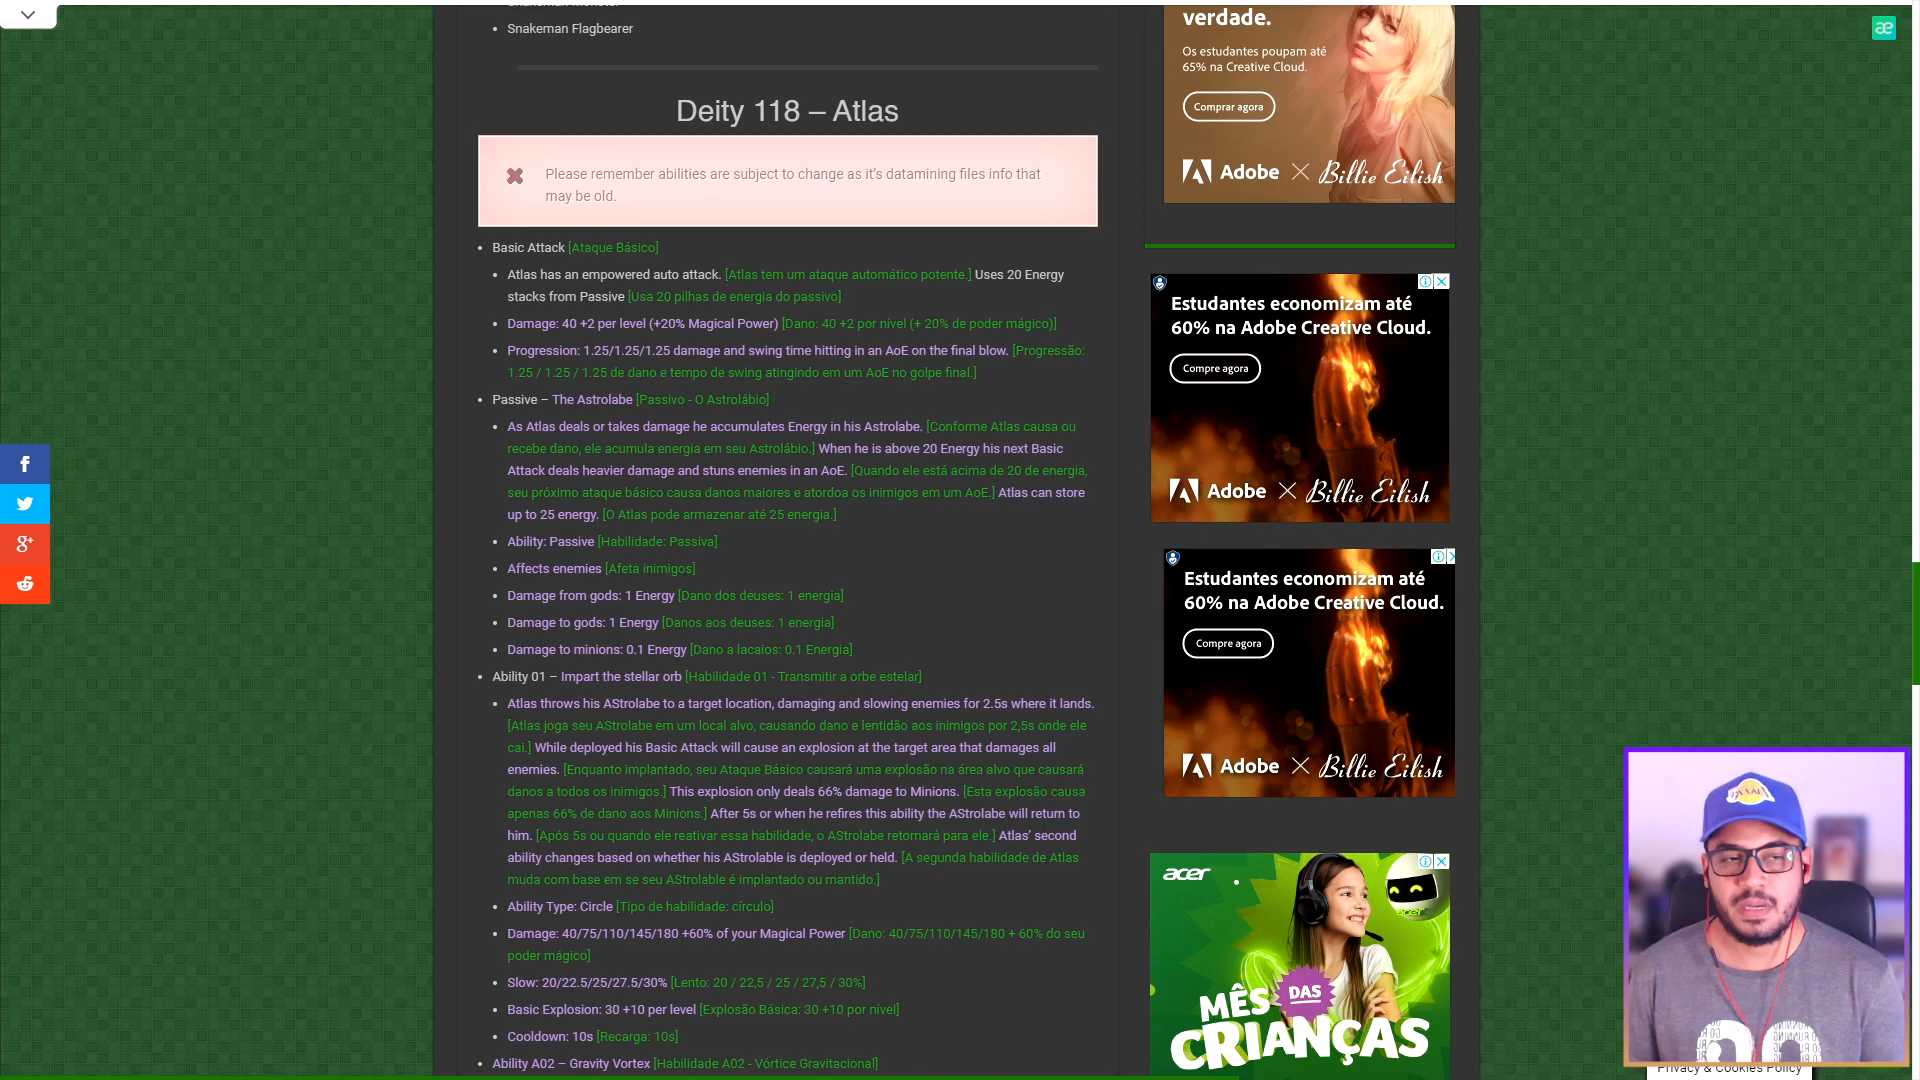 Snakeman Flagbearer
Deity 118 – Atlas
Please remember abilities are subject to change as it's datamining files info that
may be old.
Basic Attack [Ataque Básico]
Atlas has an empowered auto attack. [Atlas tem um ataque automático potente.] Uses 20 Energy
stacks from Passive [Usa 20 pilhas de energia do passivo]
Damage: 40 +2 per level (+20% Magical Power) [Dano: 40 +2 por nível (+ 20% de poder mágico)]
Progression: 1.25/1.25/1.25 damage and swing time hitting in an AoE on the final blow. [Progressão:
1.25 / 1.25 / 1.25 de dano e tempo de swing atingindo em um AoE no golpe final.]
Passive – The Astrolabe [Passivo - O Astrolábio]
As Atlas deals or takes damage he accumulates Energy in his Astrolabe. [Conforme Atlas causa ou
recebe dano, ele acumula energia em seu Astrolábio.] When he is above 20 Energy his next Basic
Attack deals heavier damage and stuns enemies in an AoE. [Quando ele está acima de 20 de energia,
seu próximo ataque básico causa danos maiores e atordoa os inimigos em um AoE.] Atlas can store
up to 25 energy. [O Atlas pode armazenar até 25 energia.]
Ability: Passive [Habilidade: Passiva]
Affects enemies [Afeta inimigos]
Damage from gods: 1 Energy [Dano dos deuses: 1 energia]
Damage to gods: 1 Energy [Danos aos deuses: 1 energia]
Damage to minions: 0.1 Energy [Dano a lacaios: 0.1 Energia]
Ability 01 – Impart the stellar orb [Habilidade 01 - Transmitir a orbe estelar]
Atlas throws his AStrolabe to a target location, damaging and slowing enemies for 2.5s where it lands.
[Atlas joga seu AStrolabe em um local alvo, causando dano e lentidão aos inimigos por 2,5s onde ele
cai.] While deployed his Basic Attack will cause an explosion at the target area that damages all
enemies. [Enquanto implantado, seu Ataque Básico causará uma explosão na área alvo que causará
danos a todos os inimigos.] This explosion only deals 66% damage to Minions. [Esta explosão causa
apenas 66% de dano aos Minions.] After 5s or when he refires this ability the AStrolabe will return to
him. [Após 5s ou quando ele reativar essa habilidade, o AStrolabe retornará para ele.] Atlas' second
ability changes based on whether his AStrolable is deployed or held. [A segunda habilidade de Atlas
muda com base em se seu AStrolable é implantado ou mantido.]
Ability Type: Circle [Tipo de habilidade: círculo]
Damage: 40/75/110/145/180 +60% of your Magical Power [Dano: 40/75/110/145/180 + 60% do seu
poder mágico]
Slow: 20/22.5/25/27.5/30% [Lento: 20 / 22,5 / 25 / 27,5 / 30%]
Basic Explosion: 30 +10 per level [Explosão Básica: 30 +10 por nível]
Cooldown: 10s [Recarga: 10s]
Ability A02 – Gravity Vortex [Habilidade A02 - Vórtice Gravitacional]
verdade.
Os estudantes poupam até
65% na Creative Cloud.
Comprar agora
Adobe × Billie Eilish
Estudantes economizam até
60% na Adobe Creative Cloud.
Compre agora
Adobe × Billie Eilish
Estudantes economizam até
60% na Adobe Creative Cloud.
Compre agora
Adobe × Billie Eilish
acer
acer
MÊS DAS
CRIANÇAS
Privacy & Cookies Policy